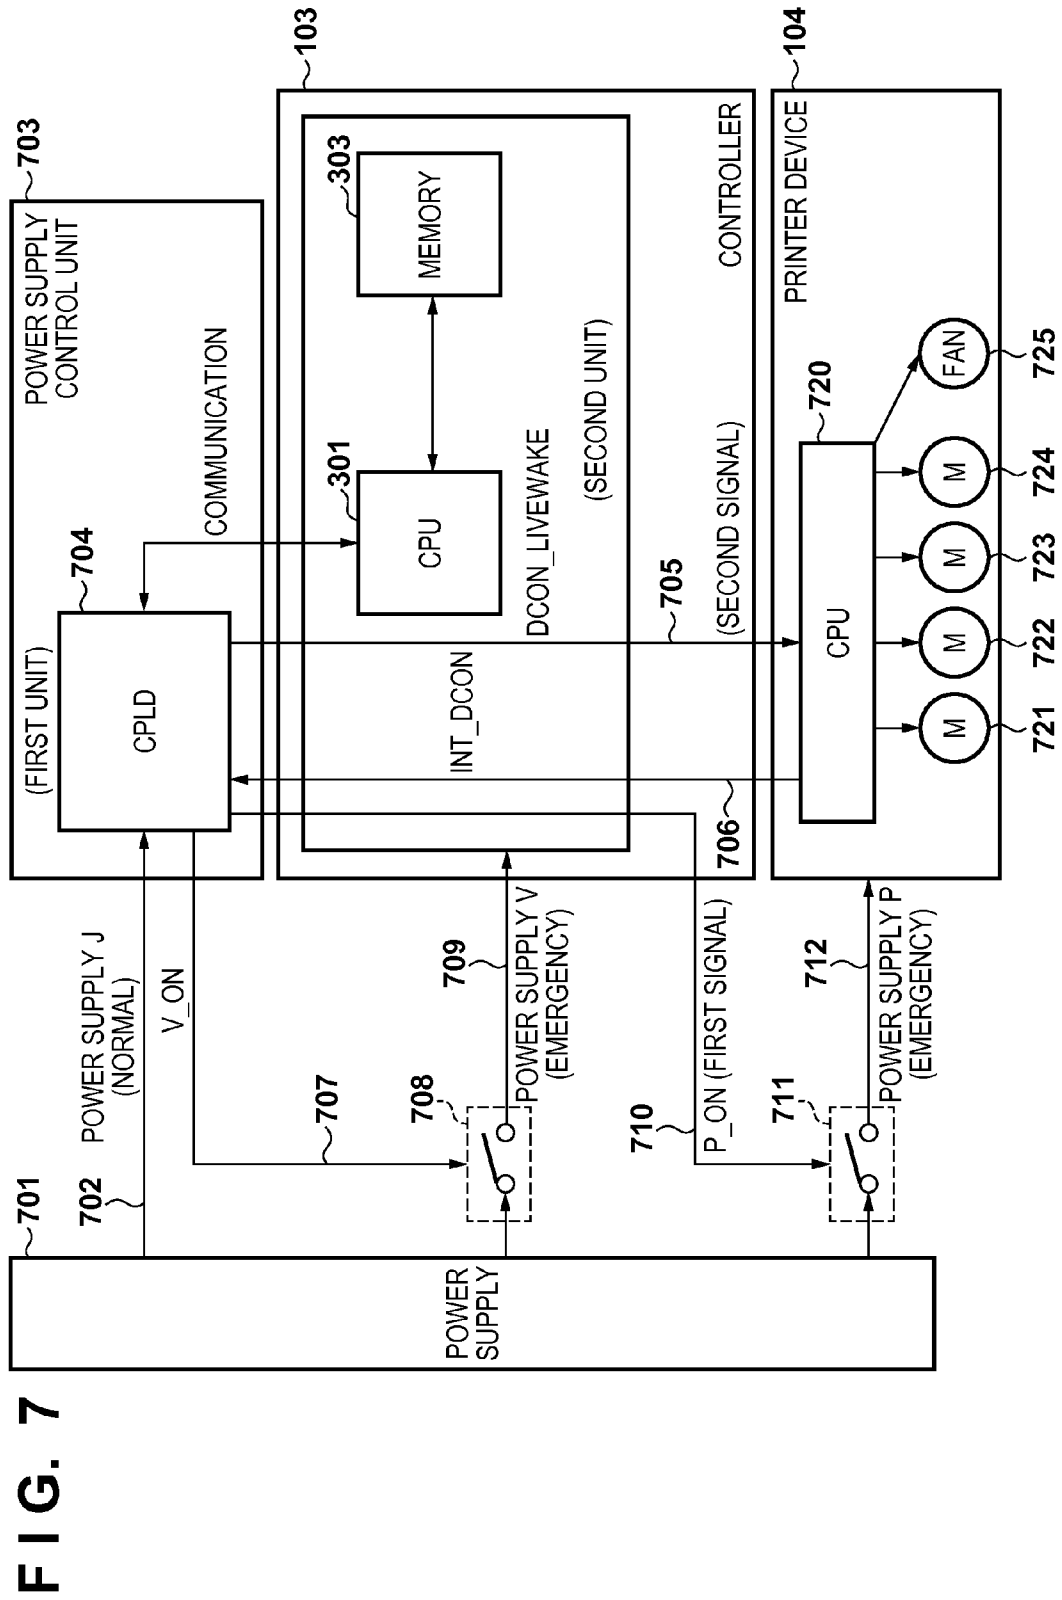 FIG. 7
701
POWER
SUPPLY
702
POWER SUPPLY J
(NORMAL)
V_ON
707
708
709
POWER SUPPLY V
(EMERGENCY)
710
P_ON (FIRST SIGNAL)
711
712
POWER SUPPLY P
(EMERGENCY)
703
POWER SUPPLY
CONTROL UNIT
(FIRST UNIT)
704
CPLD
COMMUNICATION
103
CONTROLLER
301
CPU
303
MEMORY
INT_DCON
DCON_LIVEWAKE
(SECOND UNIT)
705
(SECOND SIGNAL)
706
104
PRINTER DEVICE
720
CPU
M
M
M
M
FAN
721
722
723
724
725